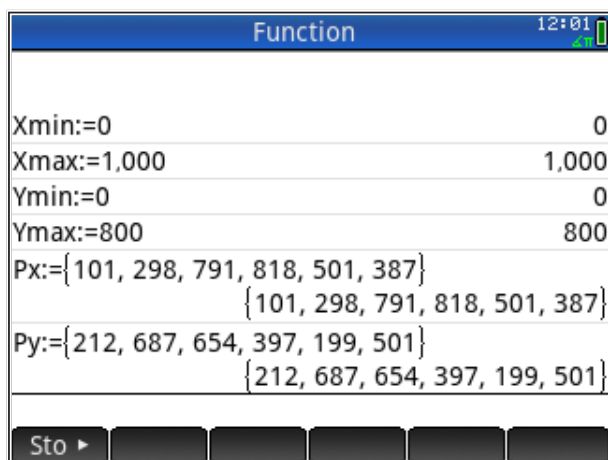 Function
12:01
∡π
Xmin:=0 0
Xmax:=1,000 1,000
Ymin:=0 0
Ymax:=800 800
Px:={101, 298, 791, 818, 501, 387}
{101, 298, 791, 818, 501, 387}
Py:={212, 687, 654, 397, 199, 501}
{212, 687, 654, 397, 199, 501}
Sto ▸